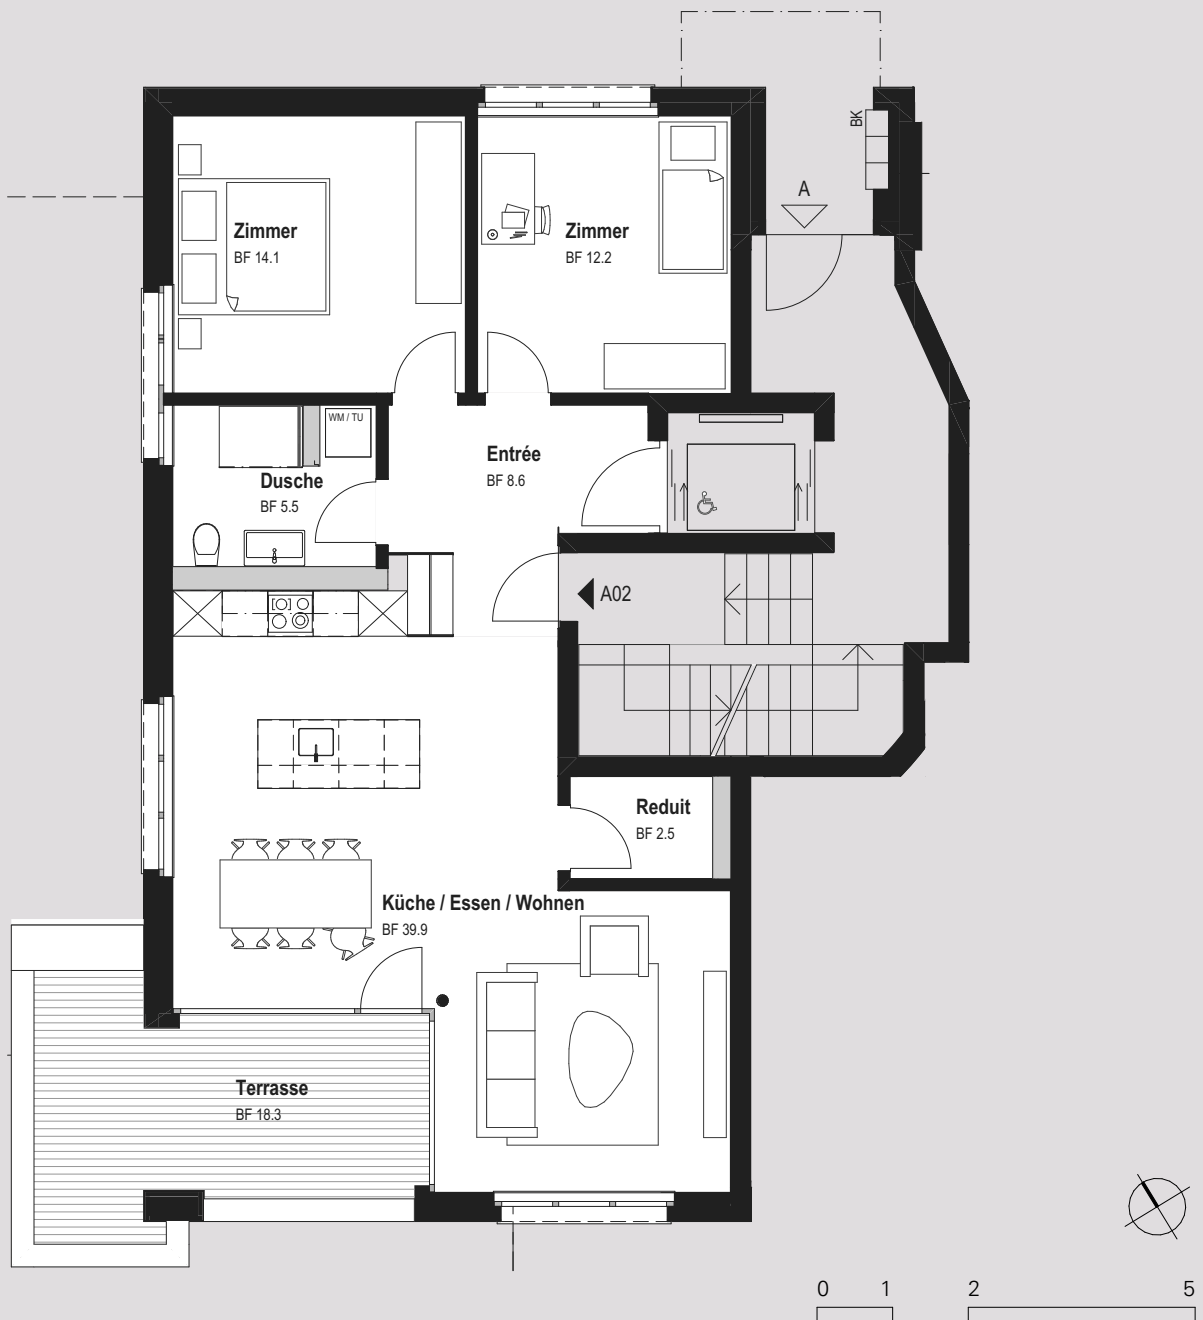 BK
A
Zimmer
BF 14.1
Zimmer
BF 12.2
WM / TU
Entrée
BF 8.6
Dusche
BF 5.5
A02
Reduit
BF 2.5
Küche / Essen / Wohnen
BF 39.9
Terrasse
BF 18.3
0 1 2 5